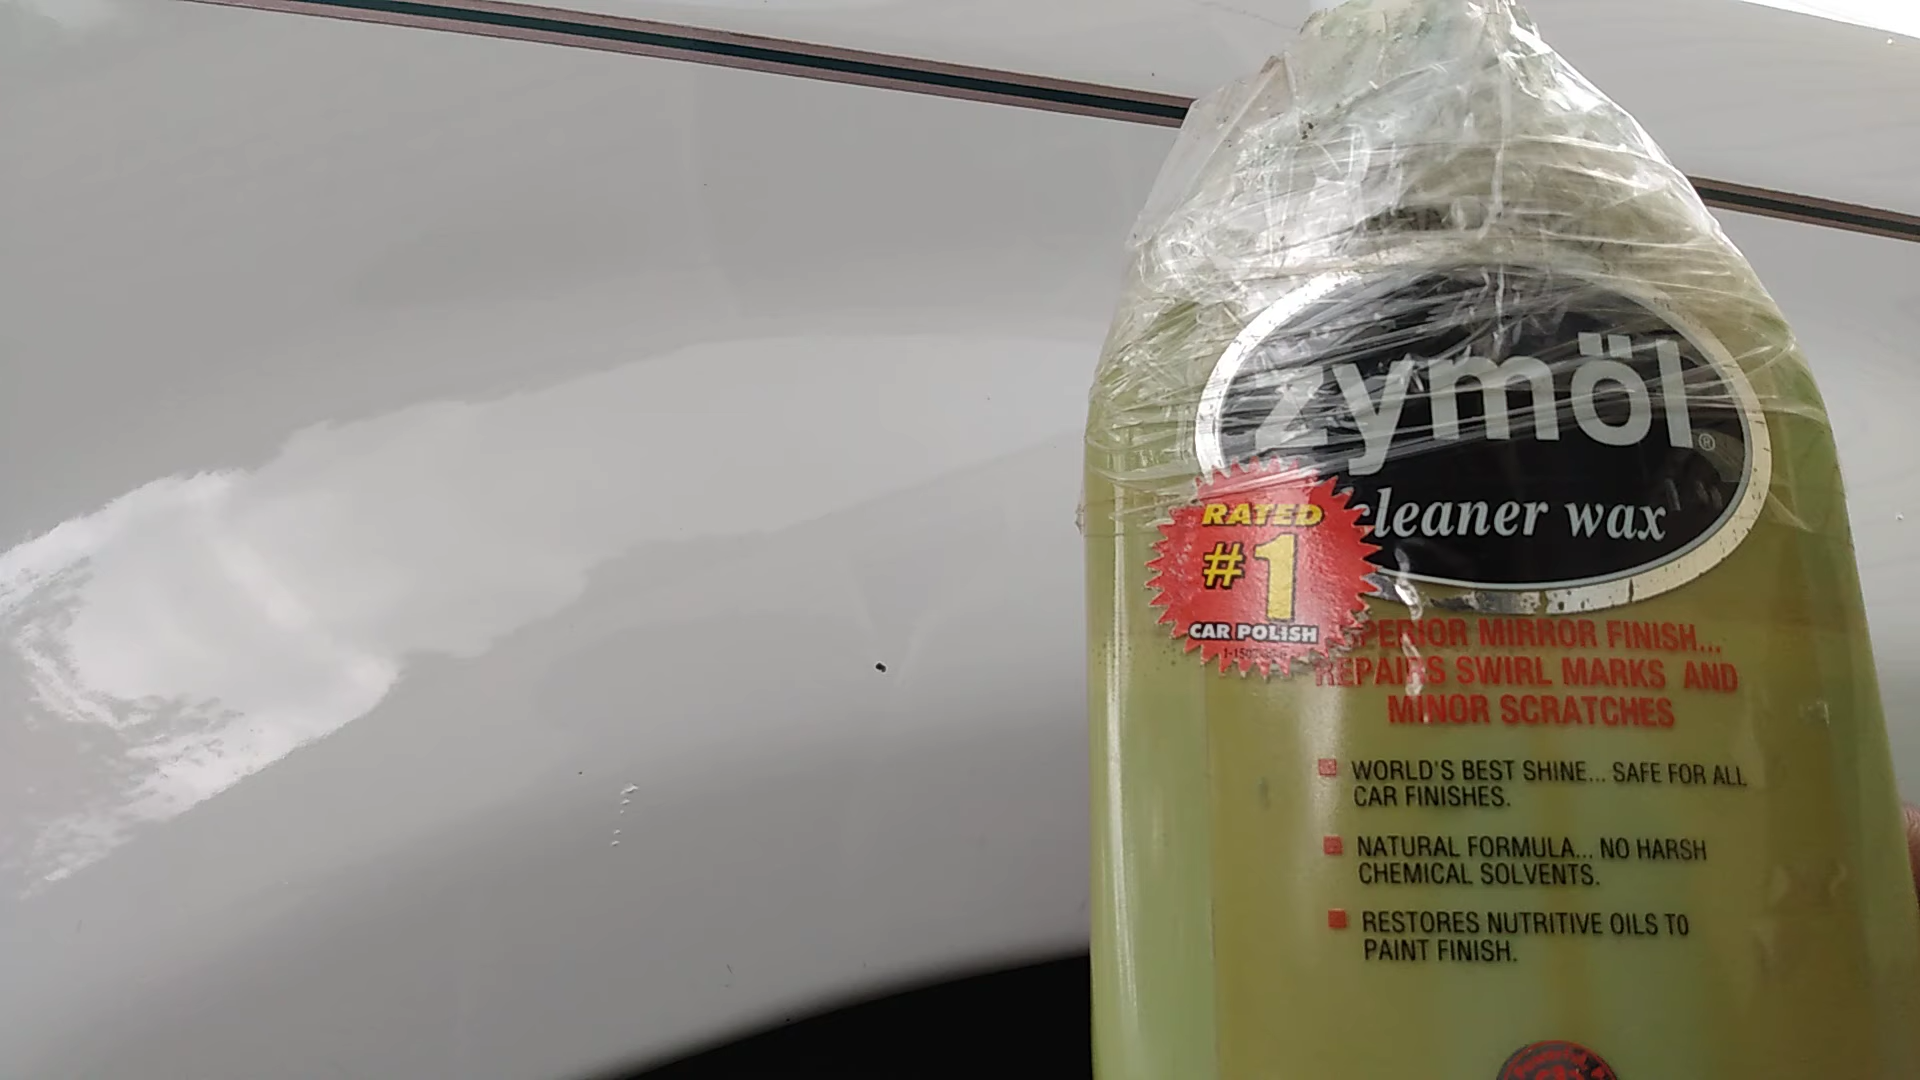 zymöl®
cleaner wax
RATED
#1
CAR POLISH
MIRROR FINISH...
REPAIRS SWIRL MARKS AND
MINOR SCRATCHES
WORLD'S BEST SHINE... SAFE FOR ALL
CAR FINISHES.
NATURAL FORMULA... NO HARSH
CHEMICAL SOLVENTS.
RESTORES NUTRITIVE OILS TO
PAINT FINISH.